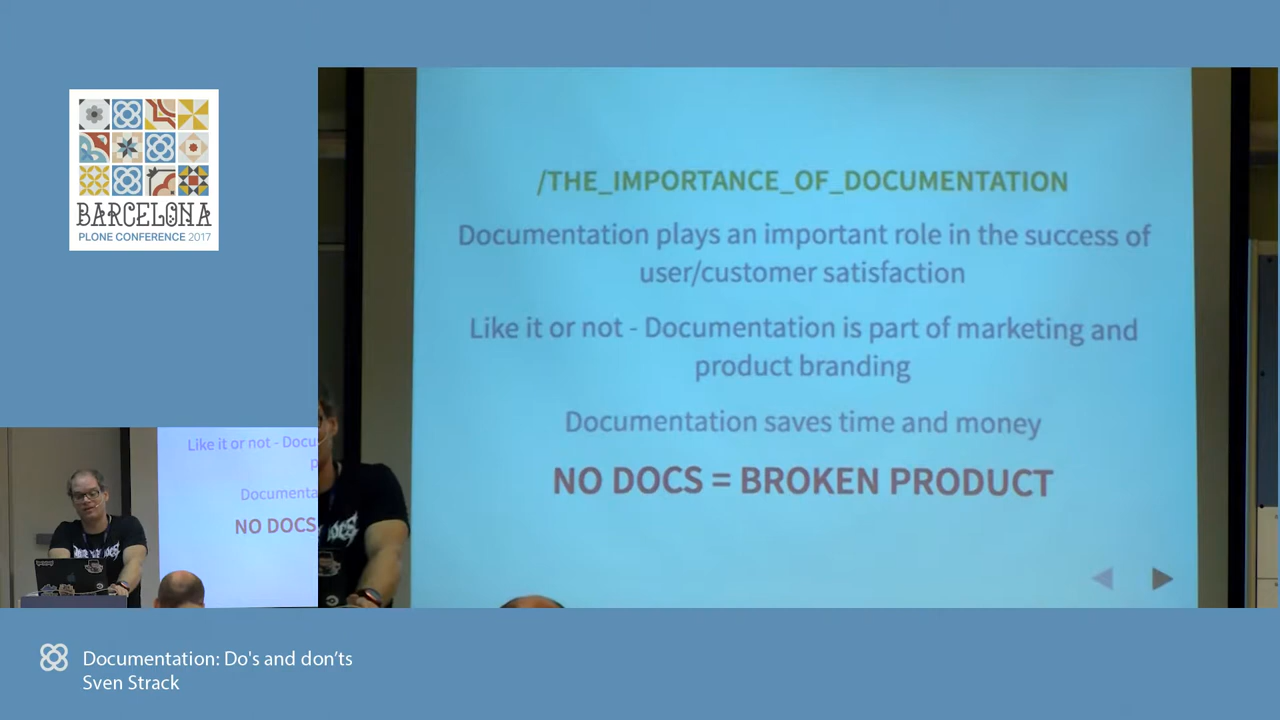 BARCELONA
PLONE CONFERENCE 2017
/THE_IMPORTANCE_OF_DOCUMENTATION
Documentation plays an important role in the success of
user/customer satisfaction
Like it or not - Documentation is part of marketing and
product branding
Documentation saves time and money
NO DOCS = BROKEN PRODUCT
Like it or not - Docu
p
Documenta
NO DOCS
Documentation: Do's and don'ts
Sven Strack